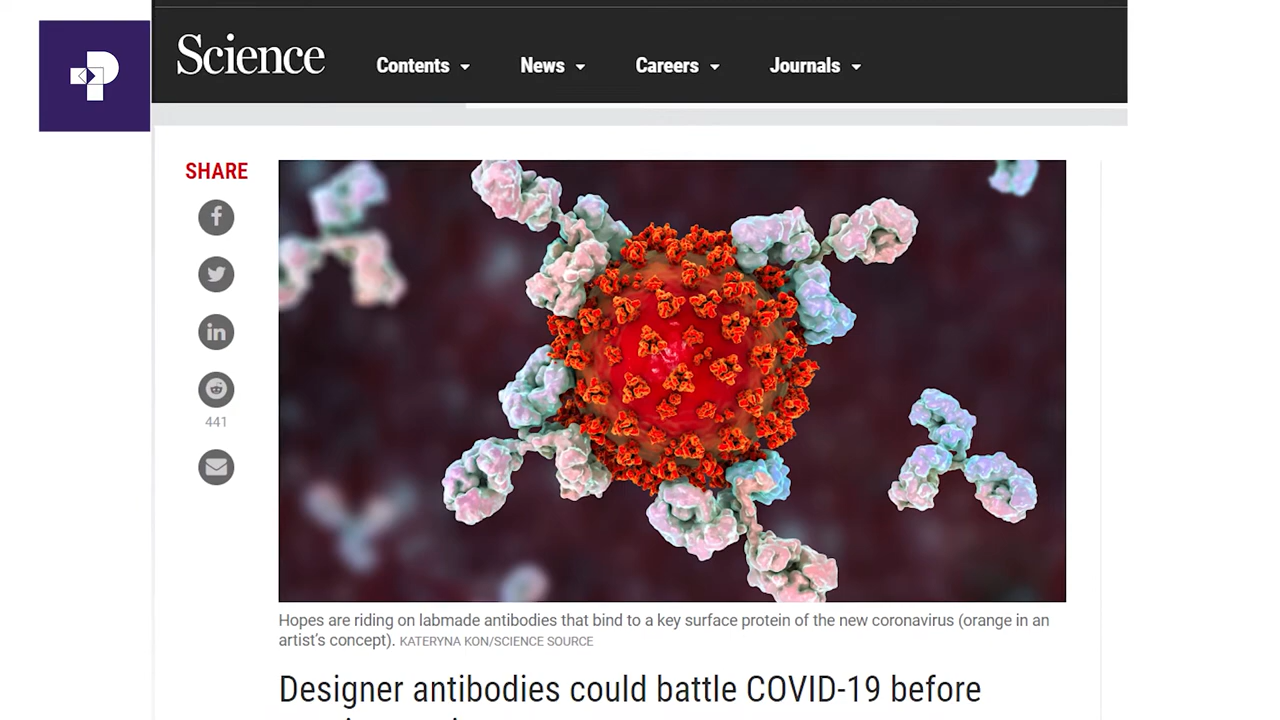 Science
Contents
News
Careers
Journals
SHARE
441
Hopes are riding on labmade antibodies that bind to a key surface protein of the new coronavirus (orange in an
artist's concept). KATERYNA KON/SCIENCE SOURCE
Designer antibodies could battle COVID-19 before